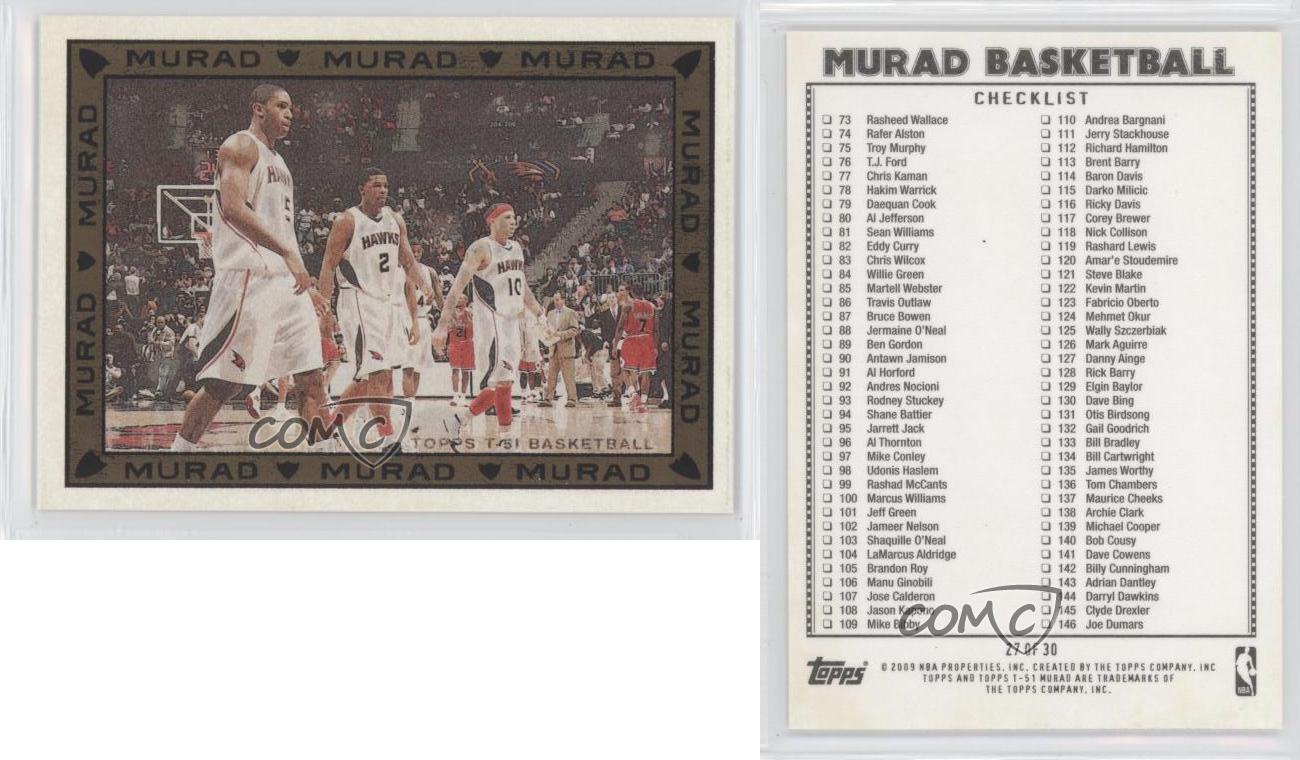 MURAD MURAD MURAD
MURAD
MURAD
MURAD
MURAD
HAWKS
5
HAWKS
2
HAWKS
10
21
7
TOPPS T-51 BASKETBALL
MURAD MURAD MURAD
COMC
MURAD BASKETBALL
CHECKLIST
73 Rasheed Wallace
74 Rafer Alston
75 Troy Murphy
76 T.J. Ford
77 Chris Kaman
78 Hakim Warrick
79 Daequan Cook
80 Al Jefferson
81 Sean Williams
82 Eddy Curry
83 Chris Wilcox
84 Willie Green
85 Martell Webster
86 Travis Outlaw
87 Bruce Bowen
88 Jermaine O'Neal
89 Ben Gordon
90 Antawn Jamison
91 Al Horford
92 Andres Nocioni
93 Rodney Stuckey
94 Shane Battier
95 Jarrett Jack
96 Al Thornton
97 Mike Conley
98 Udonis Haslem
99 Rashad McCants
100 Marcus Williams
101 Jeff Green
102 Jameer Nelson
103 Shaquille O'Neal
104 LaMarcus Aldridge
105 Brandon Roy
106 Manu Ginobili
107 Jose Calderon
108 Jason Kapono
109 Mike Bibby
110 Andrea Bargnani
111 Jerry Stackhouse
112 Richard Hamilton
113 Brent Barry
114 Baron Davis
115 Darko Milicic
116 Ricky Davis
117 Corey Brewer
118 Nick Collison
119 Rashard Lewis
120 Amar'e Stoudemire
121 Steve Blake
122 Kevin Martin
123 Fabricio Oberto
124 Mehmet Okur
125 Wally Szczerbiak
126 Mark Aguirre
127 Danny Ainge
128 Rick Barry
129 Elgin Baylor
130 Dave Bing
131 Otis Birdsong
132 Gail Goodrich
133 Bill Bradley
134 Bill Cartwright
135 James Worthy
136 Tom Chambers
137 Maurice Cheeks
138 Archie Clark
139 Michael Cooper
140 Bob Cousy
141 Dave Cowens
142 Billy Cunningham
143 Adrian Dantley
144 Darryl Dawkins
145 Clyde Drexler
146 Joe Dumars
COMC
27 OF 30
Topps
© 2009 NBA PROPERTIES, INC. CREATED BY THE TOPPS COMPANY, INC
TOPPS AND TOPPS T-51 MURAD ARE TRADEMARKS OF
THE TOPPS COMPANY, INC.
NBA